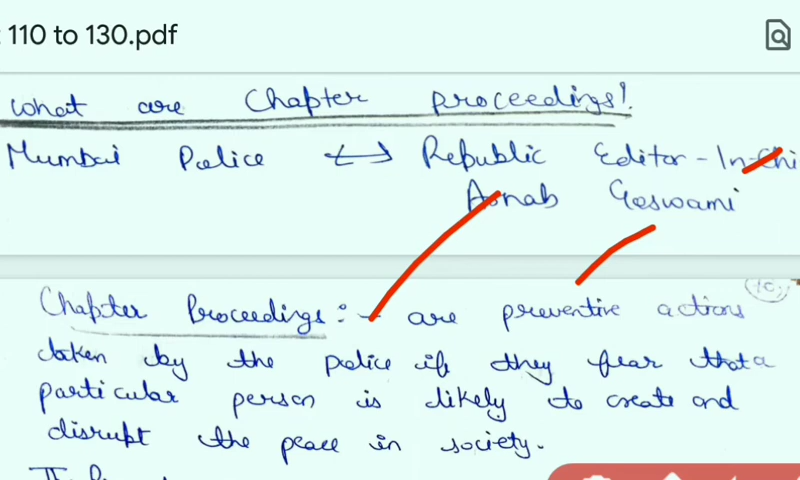 110 to 130.pdf
What are Chapter proceedings!
Mumbai Police ↔ Republic Editor-In-Chi
Arnab Goswami
Chapter Proceedings:- are preventive actions
taken by the police if they fear that a
particular person is likely to create and
disrupt the peace in society.